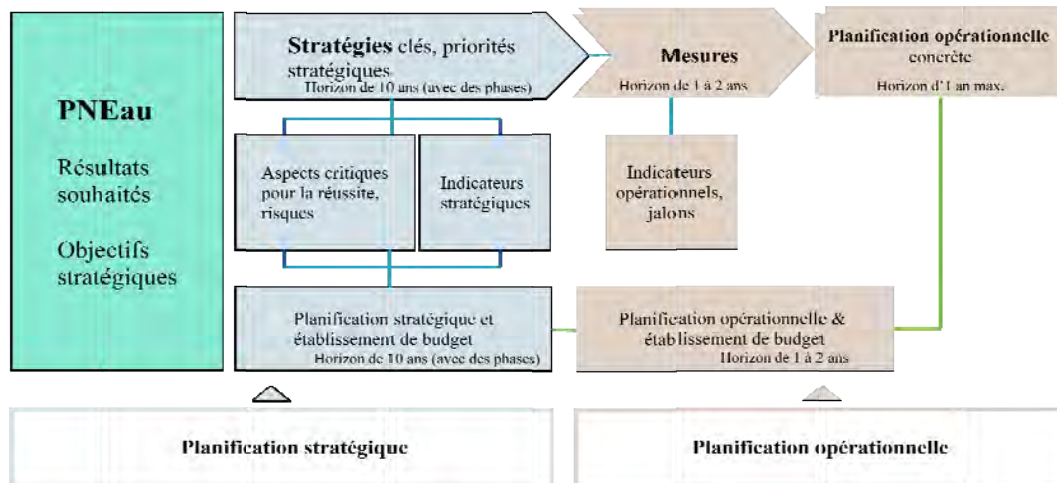 PNEau
Résultats
souhaités
Objectifs
stratégiques
Stratégies clés, priorités
stratégiques
Horizon de 10 ans (avec des phases)
Mesures
Horizon de 1 à 2 ans
Planification opérationnelle
concrète
Horizon d'1 an max.
Aspects critiques
pour la réussite,
risques
Indicateurs
stratégiques
Indicateurs
opérationnels,
jalons
Planification stratégique et
établissement de budget
Horizon de 10 ans (avec des phases)
Planification opérationnelle &
établissement de budget
Horizon de 1 à 2 ans
Planification stratégique
Planification opérationnelle